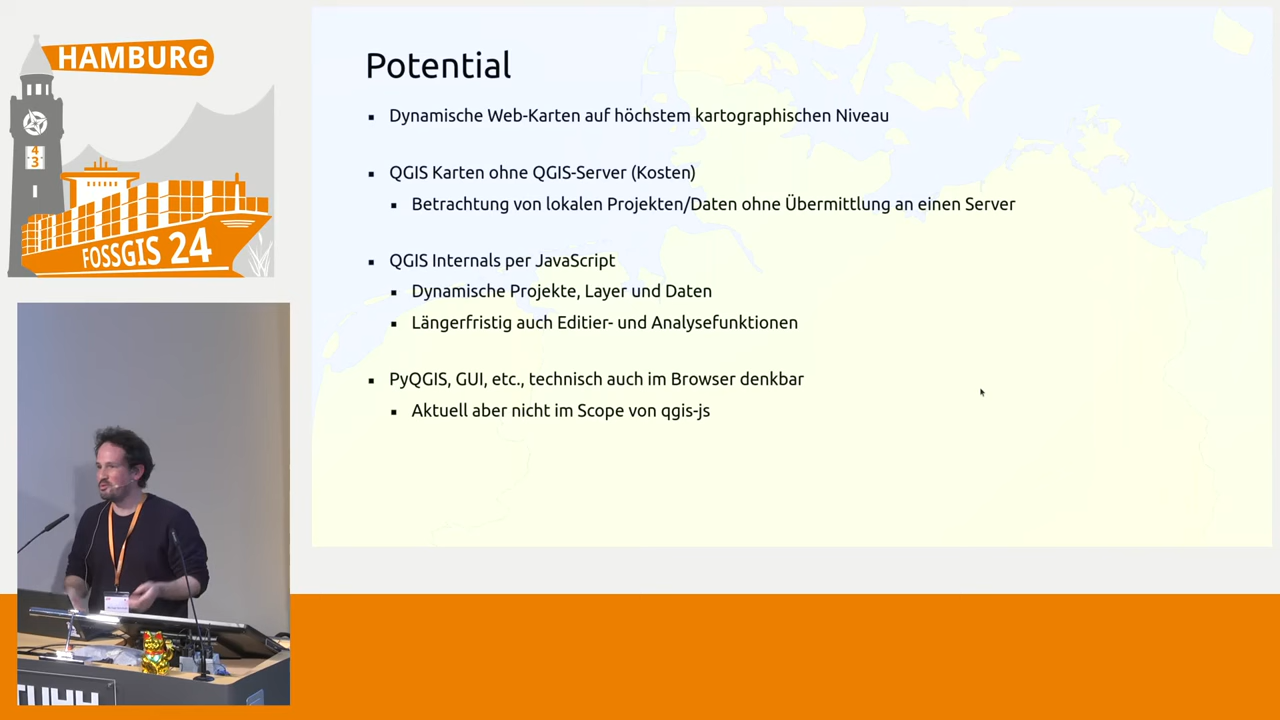 HAMBURG
4
3
FOSSGIS 24
Potential
Dynamische Web-Karten auf höchstem kartographischen Niveau
QGIS Karten ohne QGIS-Server (Kosten)
Betrachtung von lokalen Projekten/Daten ohne Übermittlung an einen Server
QGIS Internals per JavaScript
Dynamische Projekte, Layer und Daten
Längerfristig auch Editier- und Analysefunktionen
PyQGIS, GUI, etc., technisch auch im Browser denkbar
Aktuell aber nicht im Scope von qgis-js